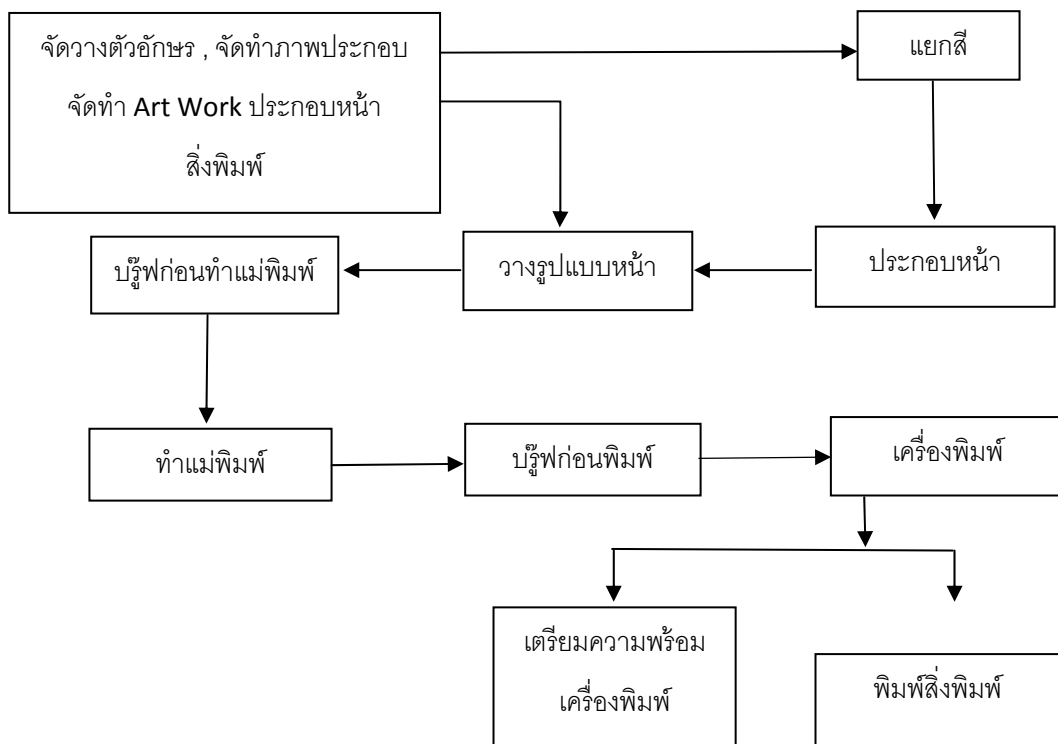 จัดวางตัวอักษร , จัดทำภาพประกอบ
จัดทำ Art Work ประกอบหน้า
สิ่งพิมพ์
แยกสี
บรู๊ฟก่อนทำแม่พิมพ์
วางรูปแบบหน้า
ประกอบหน้า
ทำแม่พิมพ์
บรู๊ฟก่อนพิมพ์
เครื่องพิมพ์
เตรียมความพร้อม
เครื่องพิมพ์
พิมพ์สิ่งพิมพ์